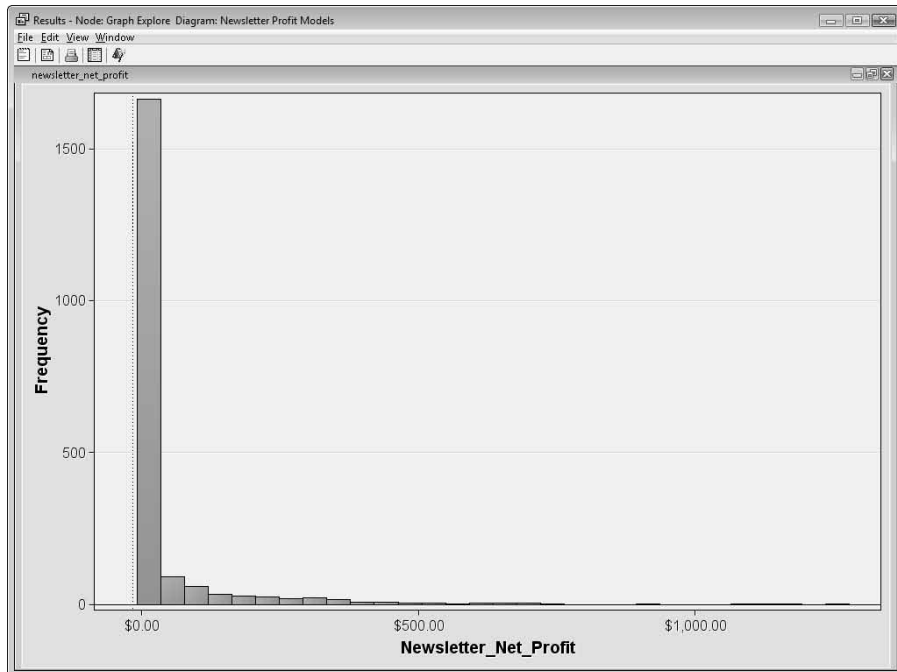 Results - Node: Graph Explore Diagram: Newsletter Profit Models
File Edit View Window
newsletter_net_profit
1500
1000
500
0
Frequency
$0.00 $500.00 $1,000.00
Newsletter_Net_Profit